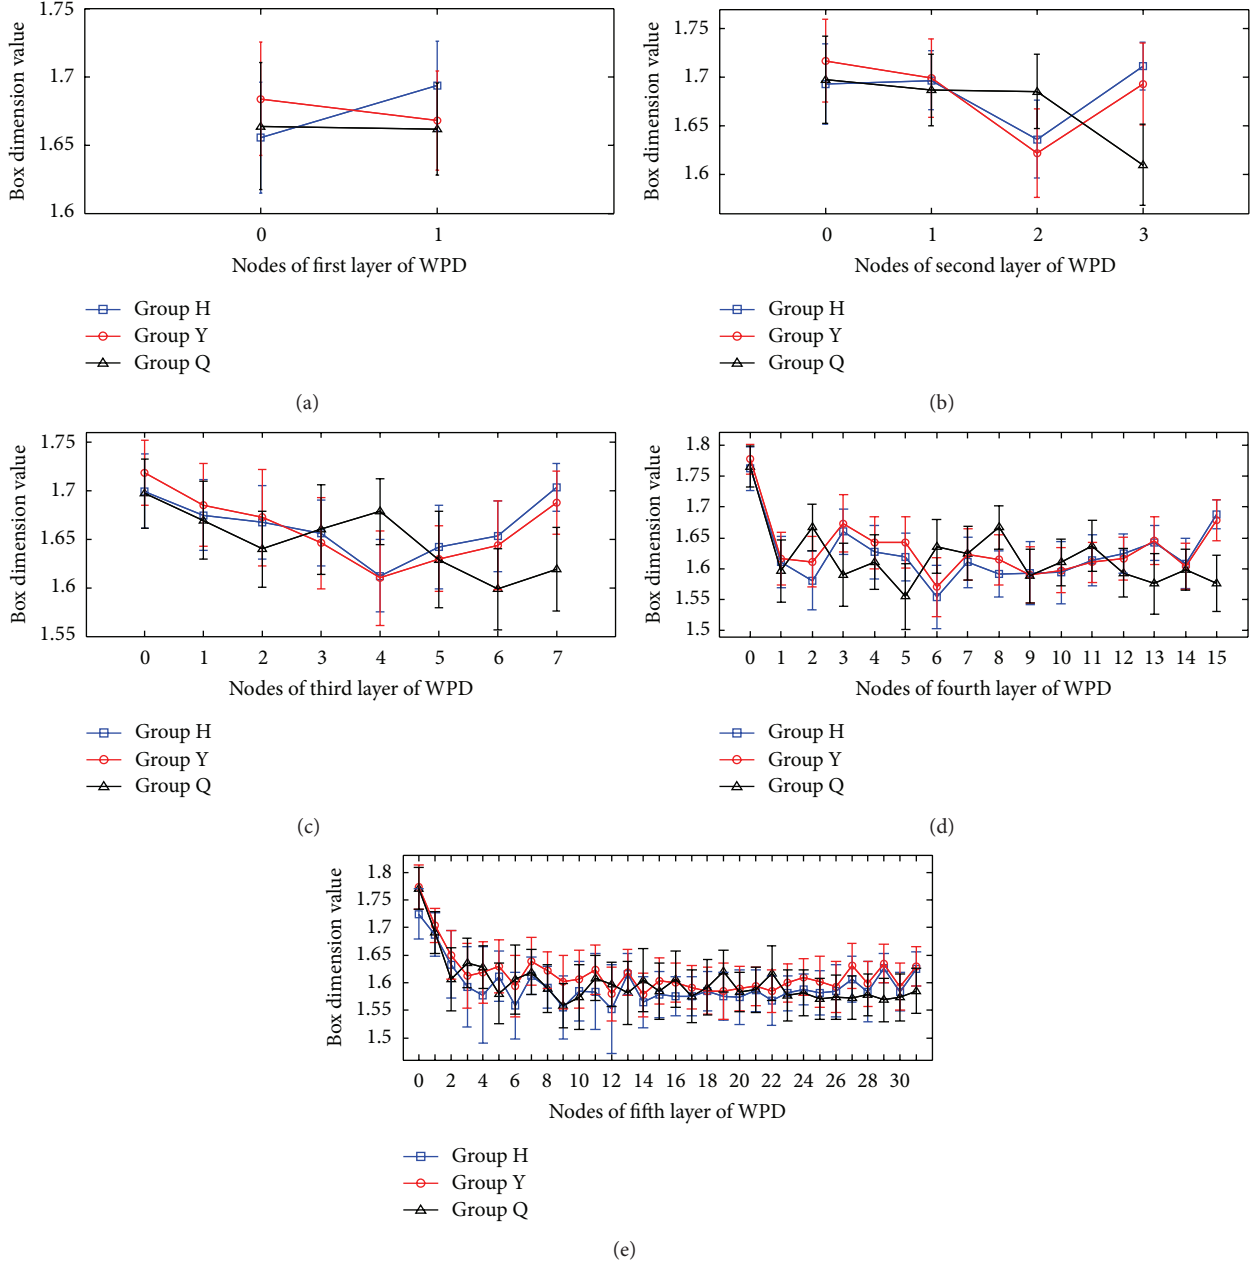 Box dimension value
1.75
1.7
1.65
1.6
0 1
Nodes of first layer of WPD
Group H
Group Y
Group Q
(a)
Box dimension value
1.75
1.7
1.65
1.6
0 1 2 3
Nodes of second layer of WPD
Group H
Group Y
Group Q
(b)
Box dimension value
1.75
1.7
1.65
1.6
1.55
0 1 2 3 4 5 6 7
Nodes of third layer of WPD
Group H
Group Y
Group Q
(c)
Box dimension value
1.8
1.75
1.7
1.65
1.6
1.55
1.5
0 1 2 3 4 5 6 7 8 9 10 11 12 13 14 15
Nodes of fourth layer of WPD
Group H
Group Y
Group Q
(d)
Box dimension value
1.8
1.75
1.7
1.65
1.6
1.55
1.5
0 2 4 6 8 10 12 14 16 18 20 22 24 26 28 30
Nodes of fifth layer of WPD
Group H
Group Y
Group Q
(e)